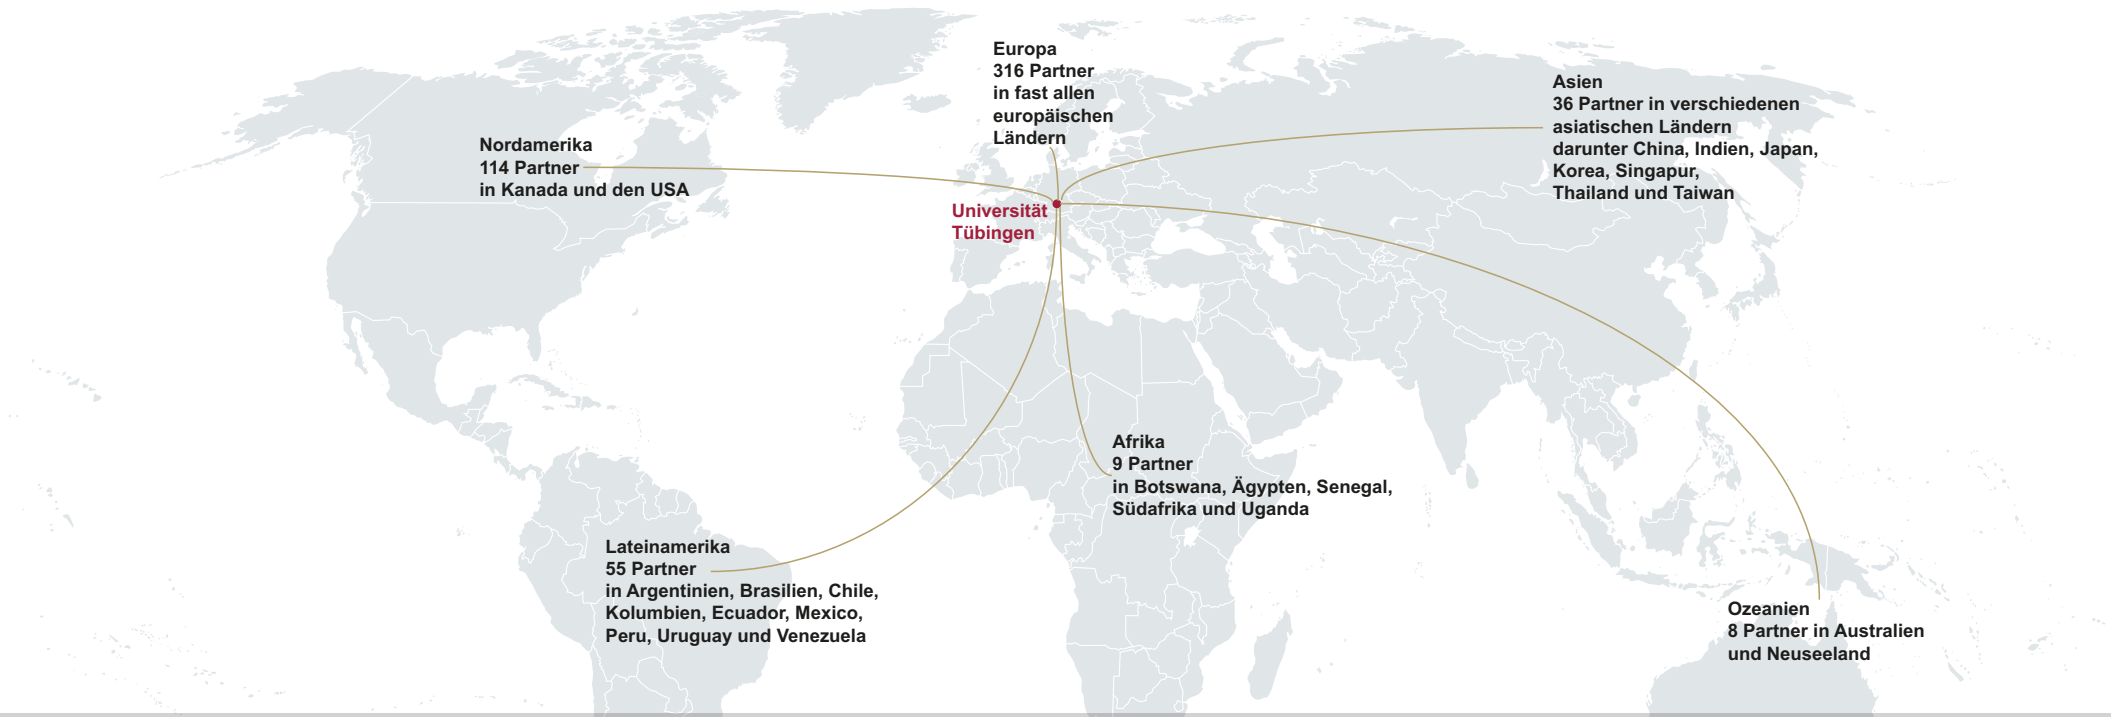 Europa
316 Partner
in fast allen
europäischen
Ländern
Asien
36 Partner in verschiedenen
asiatischen Ländern
darunter China, Indien, Japan,
Korea, Singapur,
Thailand und Taiwan
Nordamerika
114 Partner
in Kanada und den USA
Universität
Tübingen
Afrika
9 Partner
in Botswana, Ägypten, Senegal,
Südafrika und Uganda
Lateinamerika
55 Partner
in Argentinien, Brasilien, Chile,
Kolumbien, Ecuador, Mexico,
Peru, Uruguay und Venezuela
Ozeanien
8 Partner in Australien
und Neuseeland